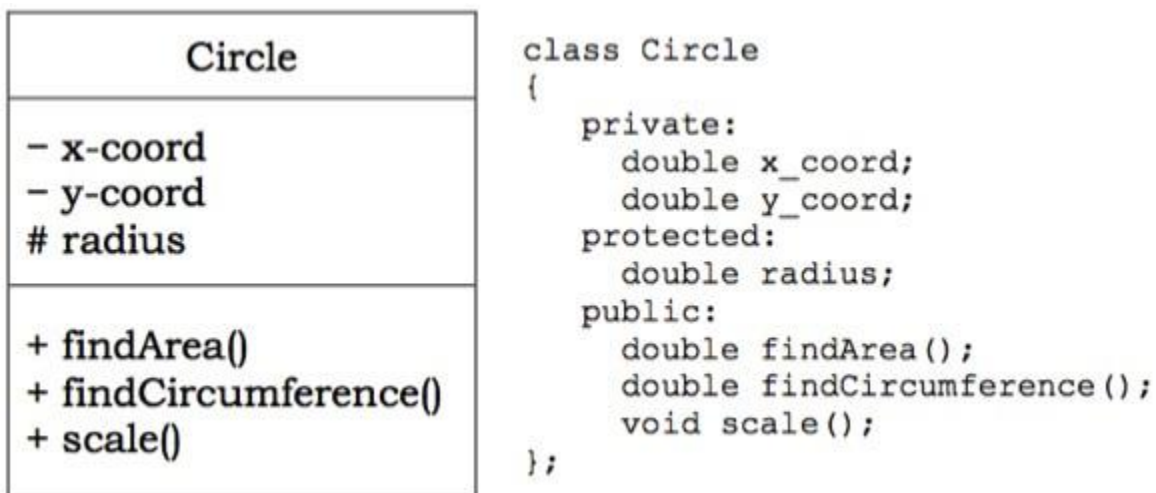 Circle
− x-coord
− y-coord
# radius
+ findArea()
+ findCircumference()
+ scale()
class Circle
{
private:
double x_coord;
double y_coord;
protected:
double radius;
public:
double findArea();
double findCircumference();
void scale();
};